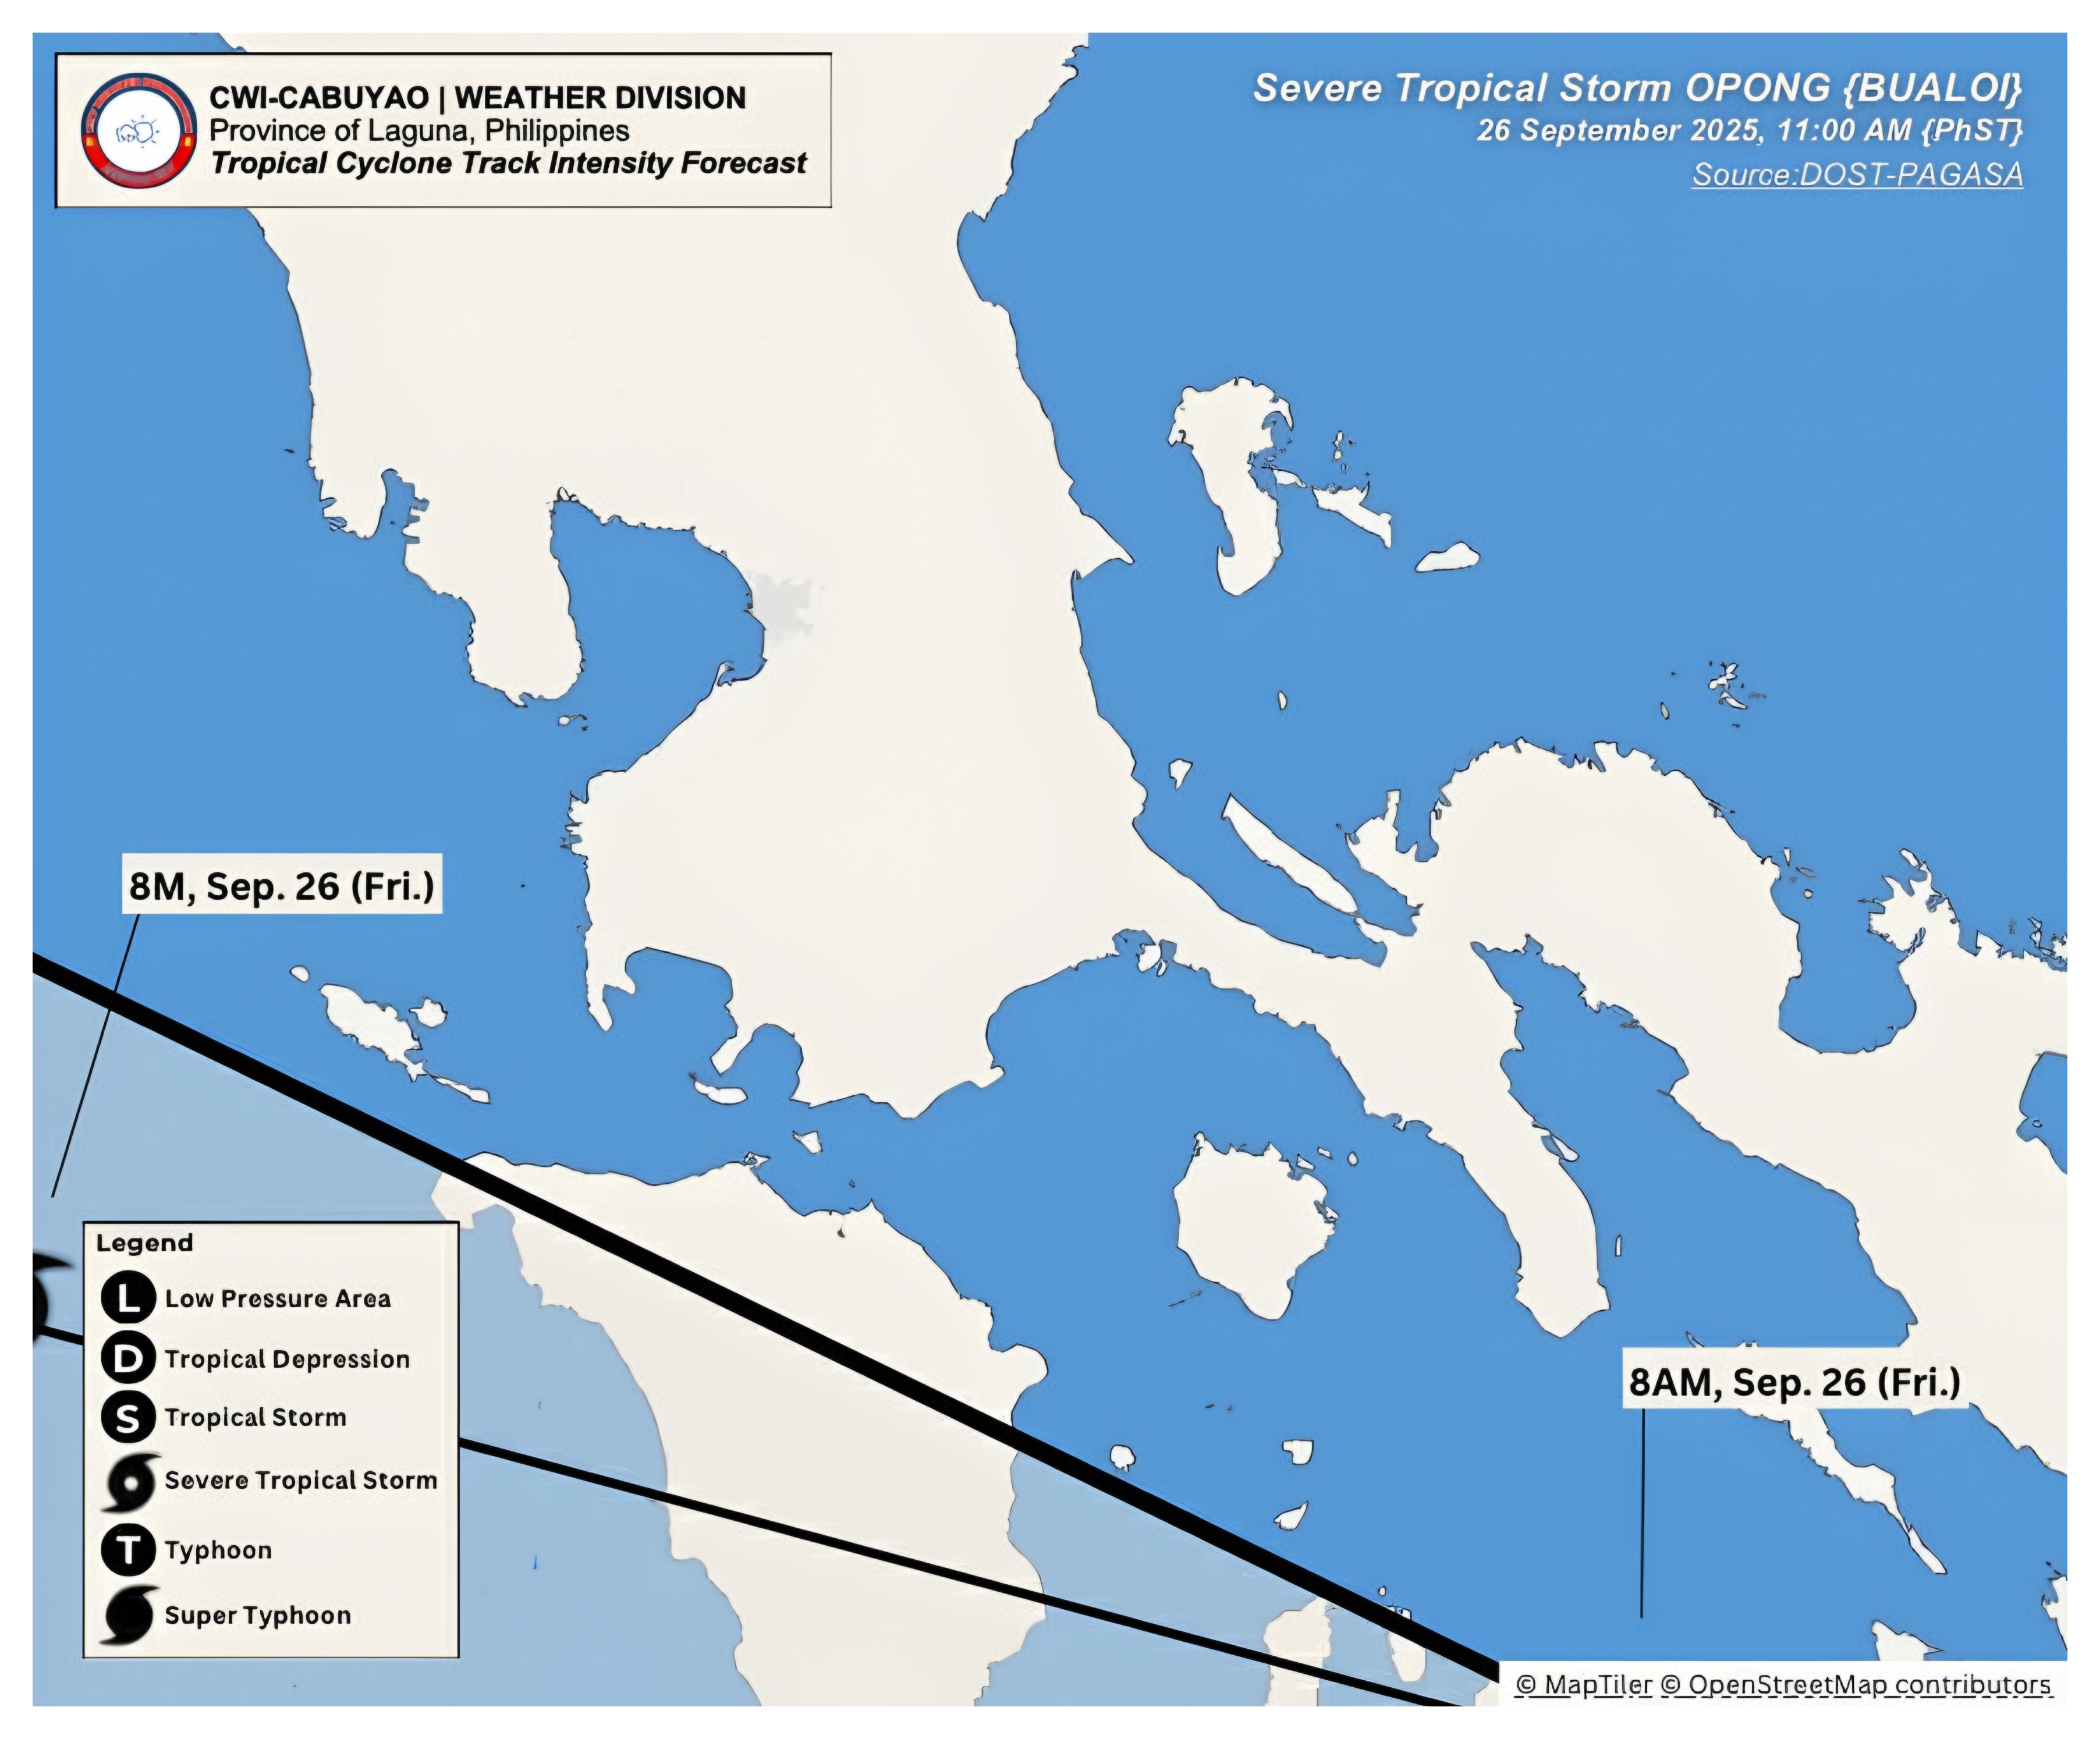 CWI-CABUYAO | WEATHER DIVISION
Province of Laguna, Philippines
Tropical Cyclone Track Intensity Forecast
Severe Tropical Storm OPONG {BUALOI}
26 September 2025, 11:00 AM {PhST}
Source:DOST-PAGASA
8M, Sep. 26 (Fri.)
Legend
L Low Pressure Area
D Tropical Depression
S Tropical Storm
Severe Tropical Storm
T Typhoon
Super Typhoon
8AM, Sep. 26 (Fri.)
© MapTiler © OpenStreetMap contributors